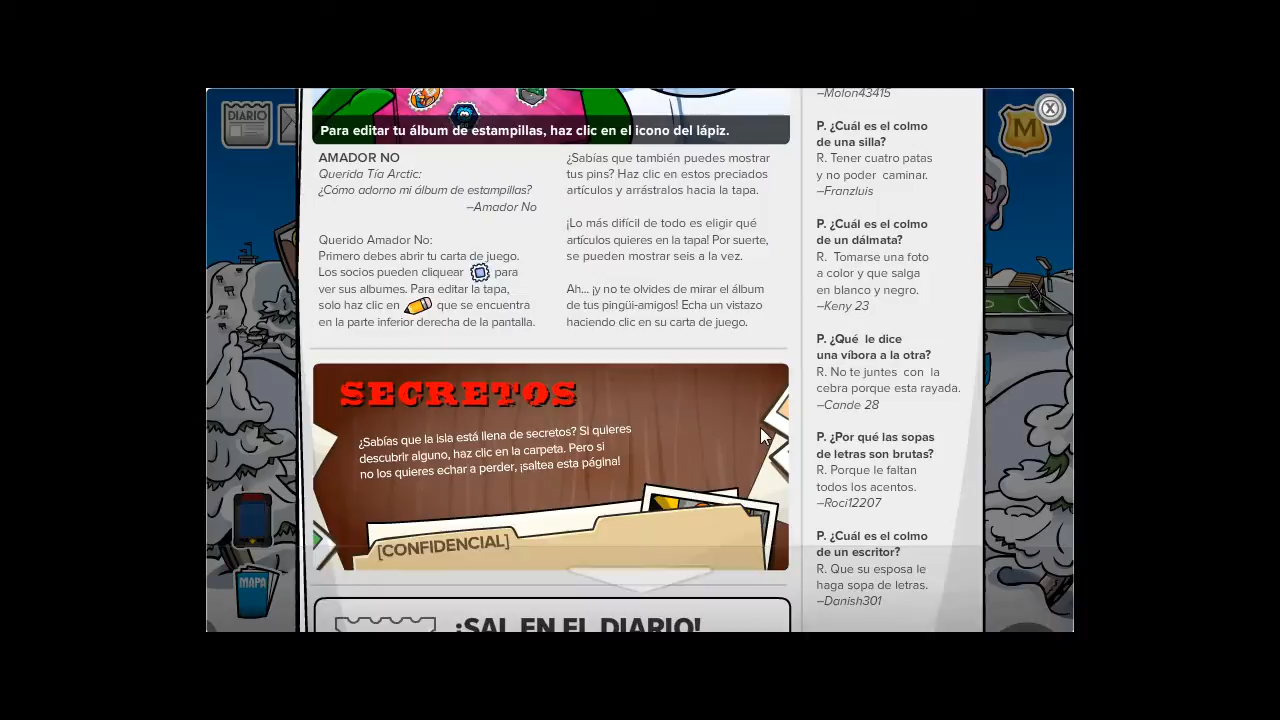 DIARIO
M
MAPA
Para editar tu álbum de estampillas, haz clic en el icono del lápiz.
AMADOR NO
Querida Tía Arctic:
¿Cómo adorno mi álbum de estampillas?
–Amador No
Querido Amador No:
Primero debes abrir tu carta de juego.
Los socios pueden cliquear para
ver sus albumes. Para editar la tapa,
solo haz clic en que se encuentra
en la parte inferior derecha de la pantalla.
¿Sabías que también puedes mostrar
tus pins? Haz clic en estos preciados
artículos y arrástralos hacia la tapa.
¡Lo más difícil de todo es eligir qué
artículos quieres en la tapa! Por suerte,
se pueden mostrar seis a la vez.
Ah... ¡y no te olvides de mirar el álbum
de tus pingüi-amigos! Echa un vistazo
haciendo clic en su carta de juego.
SECRETOS
¿Sabías que la isla está llena de secretos? Si quieres
descubrir alguno, haz clic en la carpeta. Pero si
no los quieres echar a perder, ¡saltea esta página!
[CONFIDENCIAL]
¡SAL EN EL DIARIO!
–Molon43415
P. ¿Cuál es el colmo
de una silla?
R. Tener cuatro patas
y no poder caminar.
–Franzluis
P. ¿Cuál es el colmo
de un dálmata?
R. Tomarse una foto
a color y que salga
en blanco y negro.
–Keny 23
P. ¿Qué le dice
una víbora a la otra?
R. No te juntes con la
cebra porque esta rayada.
–Cande 28
P. ¿Por qué las sopas
de letras son brutas?
R. Porque le faltan
todos los acentos.
–Roci12207
P. ¿Cuál es el colmo
de un escritor?
R. Que su esposa le
haga sopa de letras.
–Danish301